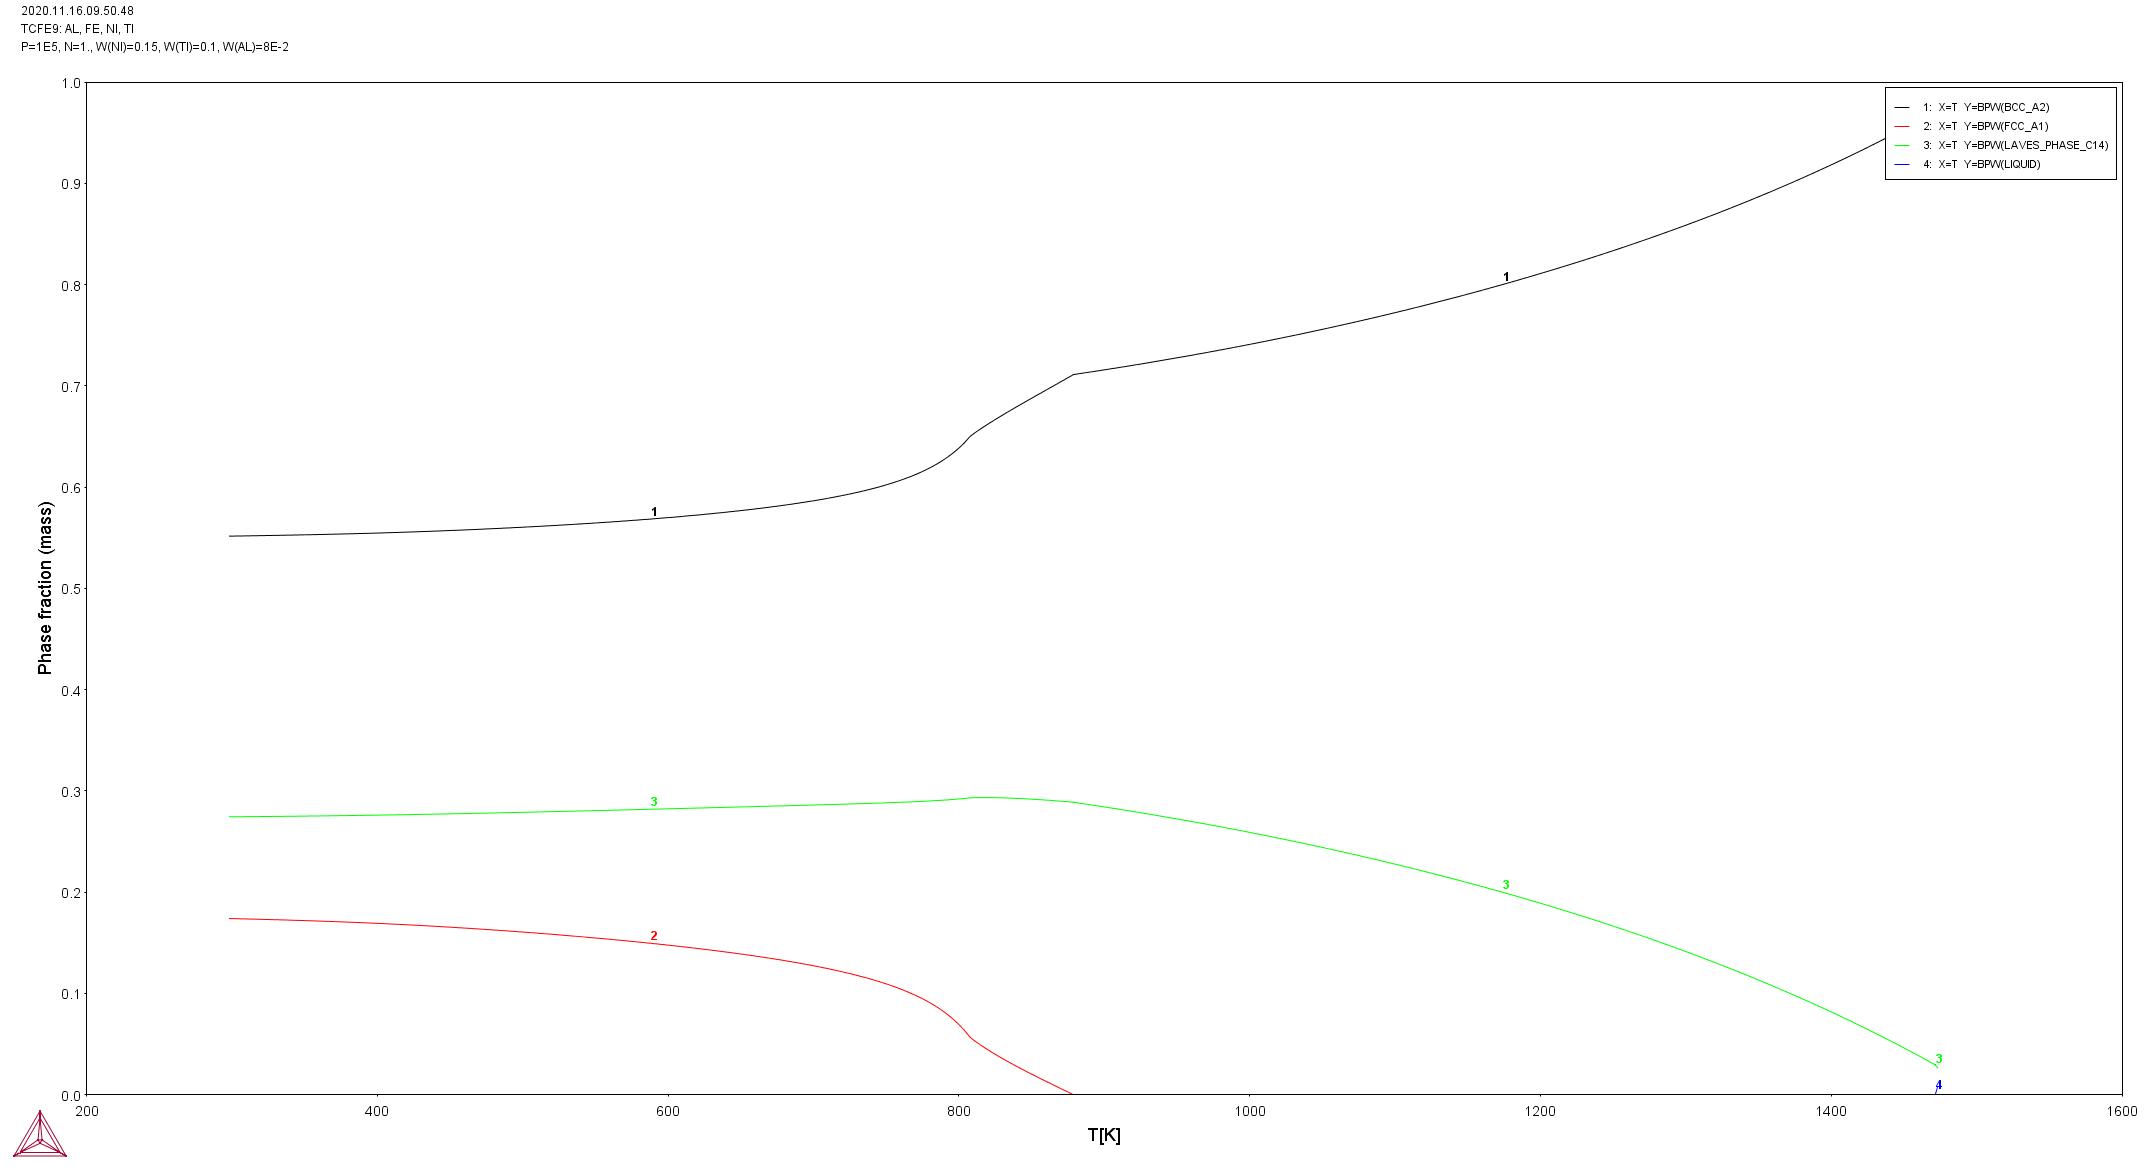 2020.11.16.09.50.48
TCFE9: AL, FE, NI, TI
P=1E5, N=1., W(NI)=0.15, W(TI)=0.1, W(AL)=8E-2
1.0
0.9
0.8
0.7
0.6
0.5
0.4
0.3
0.2
0.1
0.0
Phase fraction (mass)
1: X=T Y=BPW(BCC_A2)
2: X=T Y=BPW(FCC_A1)
3: X=T Y=BPW(LAVES_PHASE_C14)
4: X=T Y=BPW(LIQUID)
1
1
3
3
3
2
4
200 400 600 800 1000 1200 1400 1600
T[K]